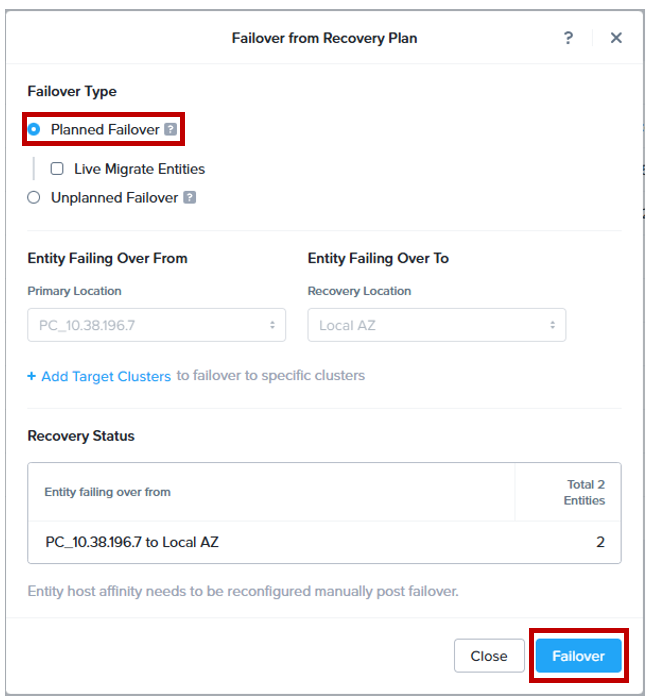 Failover from Recovery Plan ? ×
Failover Type
Planned Failover ?
Live Migrate Entities
Unplanned Failover ?
Entity Failing Over From Entity Failing Over To
Primary Location Recovery Location
PC_10.38.196.7 Local AZ
+ Add Target Clusters to failover to specific clusters
Recovery Status
Entity failing over from Total 2
Entities
PC_10.38.196.7 to Local AZ 2
Entity host affinity needs to be reconfigured manually post failover.
Close Failover